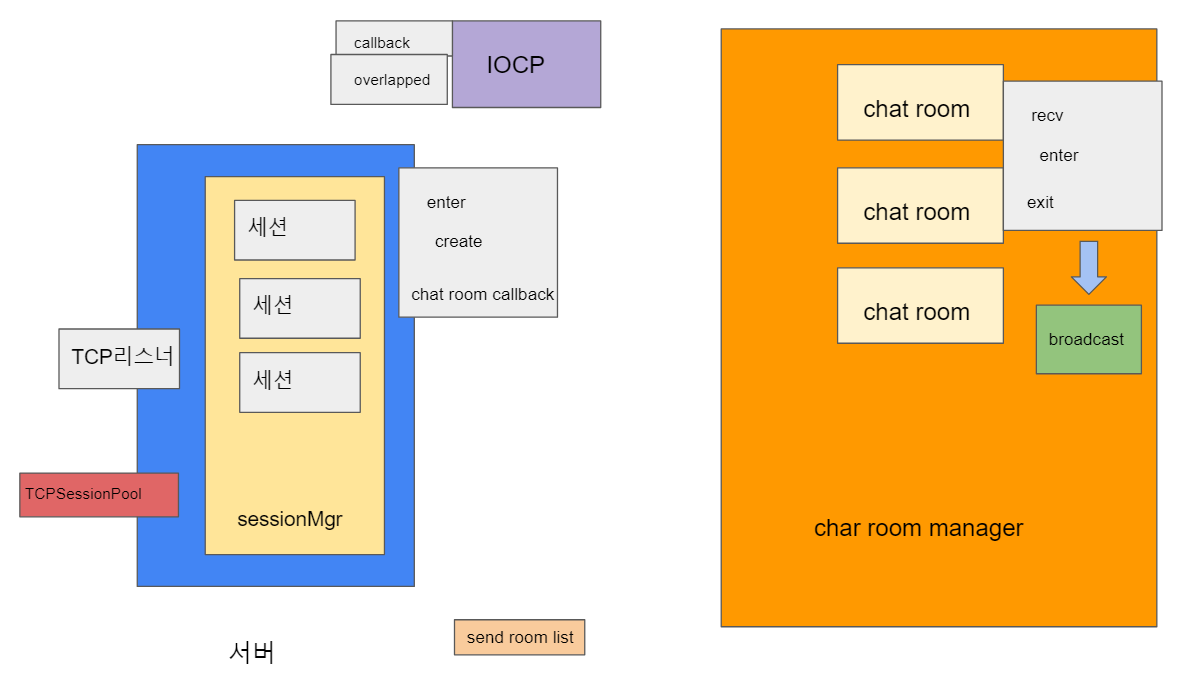 callback
overlapped
IOCP
enter
create
chat room callback
세션
세션
세션
TCP리스너
TCPSessionPool
sessionMgr
서버
send room list
chat room
chat room
chat room
recv
enter
exit
broadcast
char room manager